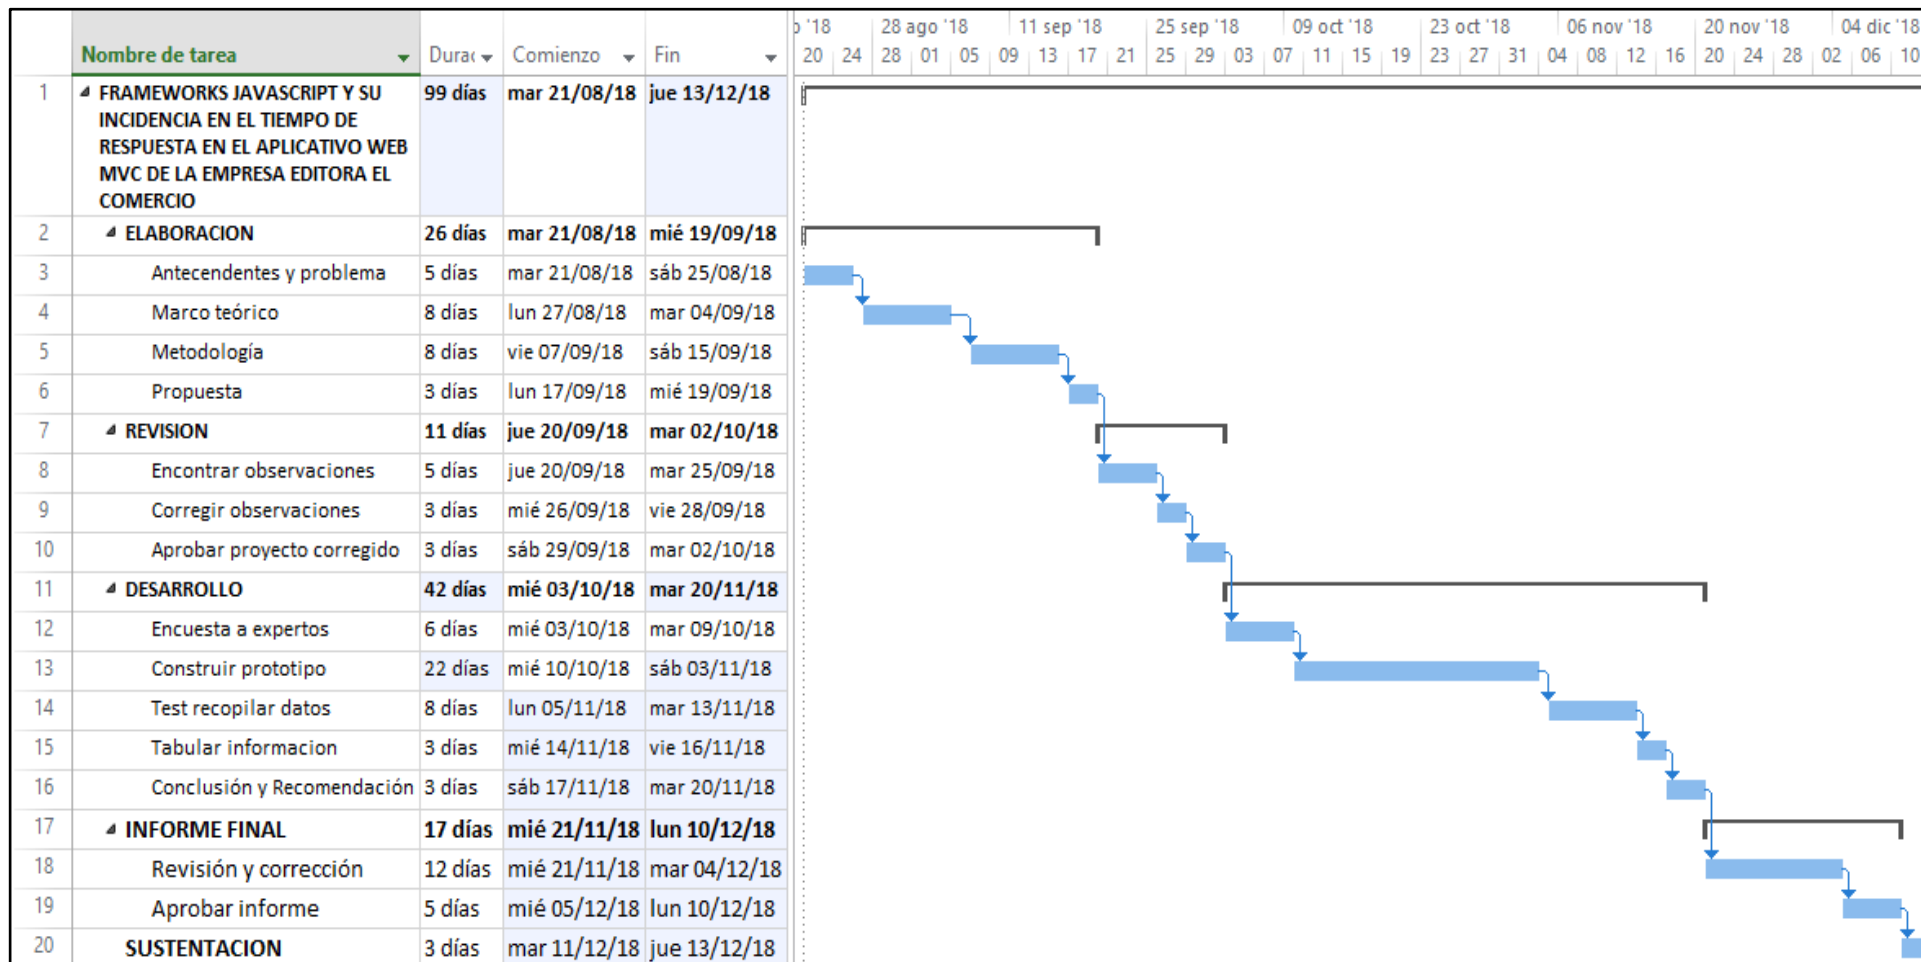 o '18 28 ago '18 11 sep '18 25 sep '18 09 oct '18 23 oct '18 06 nov '18 20 nov '18 04 dic '18
Nombre de tarea Durac Comienzo Fin 20 24 28 01 05 09 13 17 21 25 29 03 07 11 15 19 23 27 31 04 08 12 16 20 24 28 02 06 10
1 FRAMEWORKS JAVASCRIPT Y SU 99 días mar 21/08/18 jue 13/12/18
INCIDENCIA EN EL TIEMPO DE
RESPUESTA EN EL APLICATIVO WEB
MVC DE LA EMPRESA EDITORA EL
COMERCIO
2 ELABORACION 26 días mar 21/08/18 mié 19/09/18
3 Antecendentes y problema 5 días mar 21/08/18 sáb 25/08/18
4 Marco teórico 8 días lun 27/08/18 mar 04/09/18
5 Metodología 8 días vie 07/09/18 sáb 15/09/18
6 Propuesta 3 días lun 17/09/18 mié 19/09/18
7 REVISION 11 días jue 20/09/18 mar 02/10/18
8 Encontrar observaciones 5 días jue 20/09/18 mar 25/09/18
9 Corregir observaciones 3 días mié 26/09/18 vie 28/09/18
10 Aprobar proyecto corregido 3 días sáb 29/09/18 mar 02/10/18
11 DESARROLLO 42 días mié 03/10/18 mar 20/11/18
12 Encuesta a expertos 6 días mié 03/10/18 mar 09/10/18
13 Construir prototipo 22 días mié 10/10/18 sáb 03/11/18
14 Test recopilar datos 8 días lun 05/11/18 mar 13/11/18
15 Tabular informacion 3 días mié 14/11/18 vie 16/11/18
16 Conclusión y Recomendación 3 días sáb 17/11/18 mar 20/11/18
17 INFORME FINAL 17 días mié 21/11/18 lun 10/12/18
18 Revisión y corrección 12 días mié 21/11/18 mar 04/12/18
19 Aprobar informe 5 días mié 05/12/18 lun 10/12/18
20 SUSTENTACION 3 días mar 11/12/18 jue 13/12/18